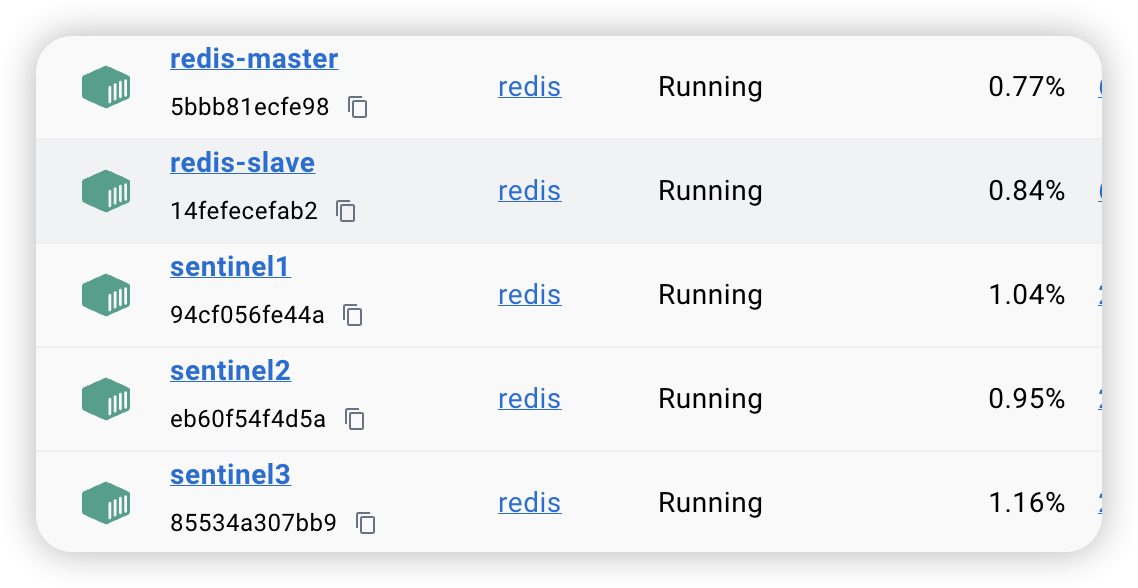 redis-master
5bbb81ecfe98
redis
Running
0.77%
redis-slave
14fefecefab2
redis
Running
0.84%
sentinel1
94cf056fe44a
redis
Running
1.04%
sentinel2
eb60f54f4d5a
redis
Running
0.95%
sentinel3
85534a307bb9
redis
Running
1.16%